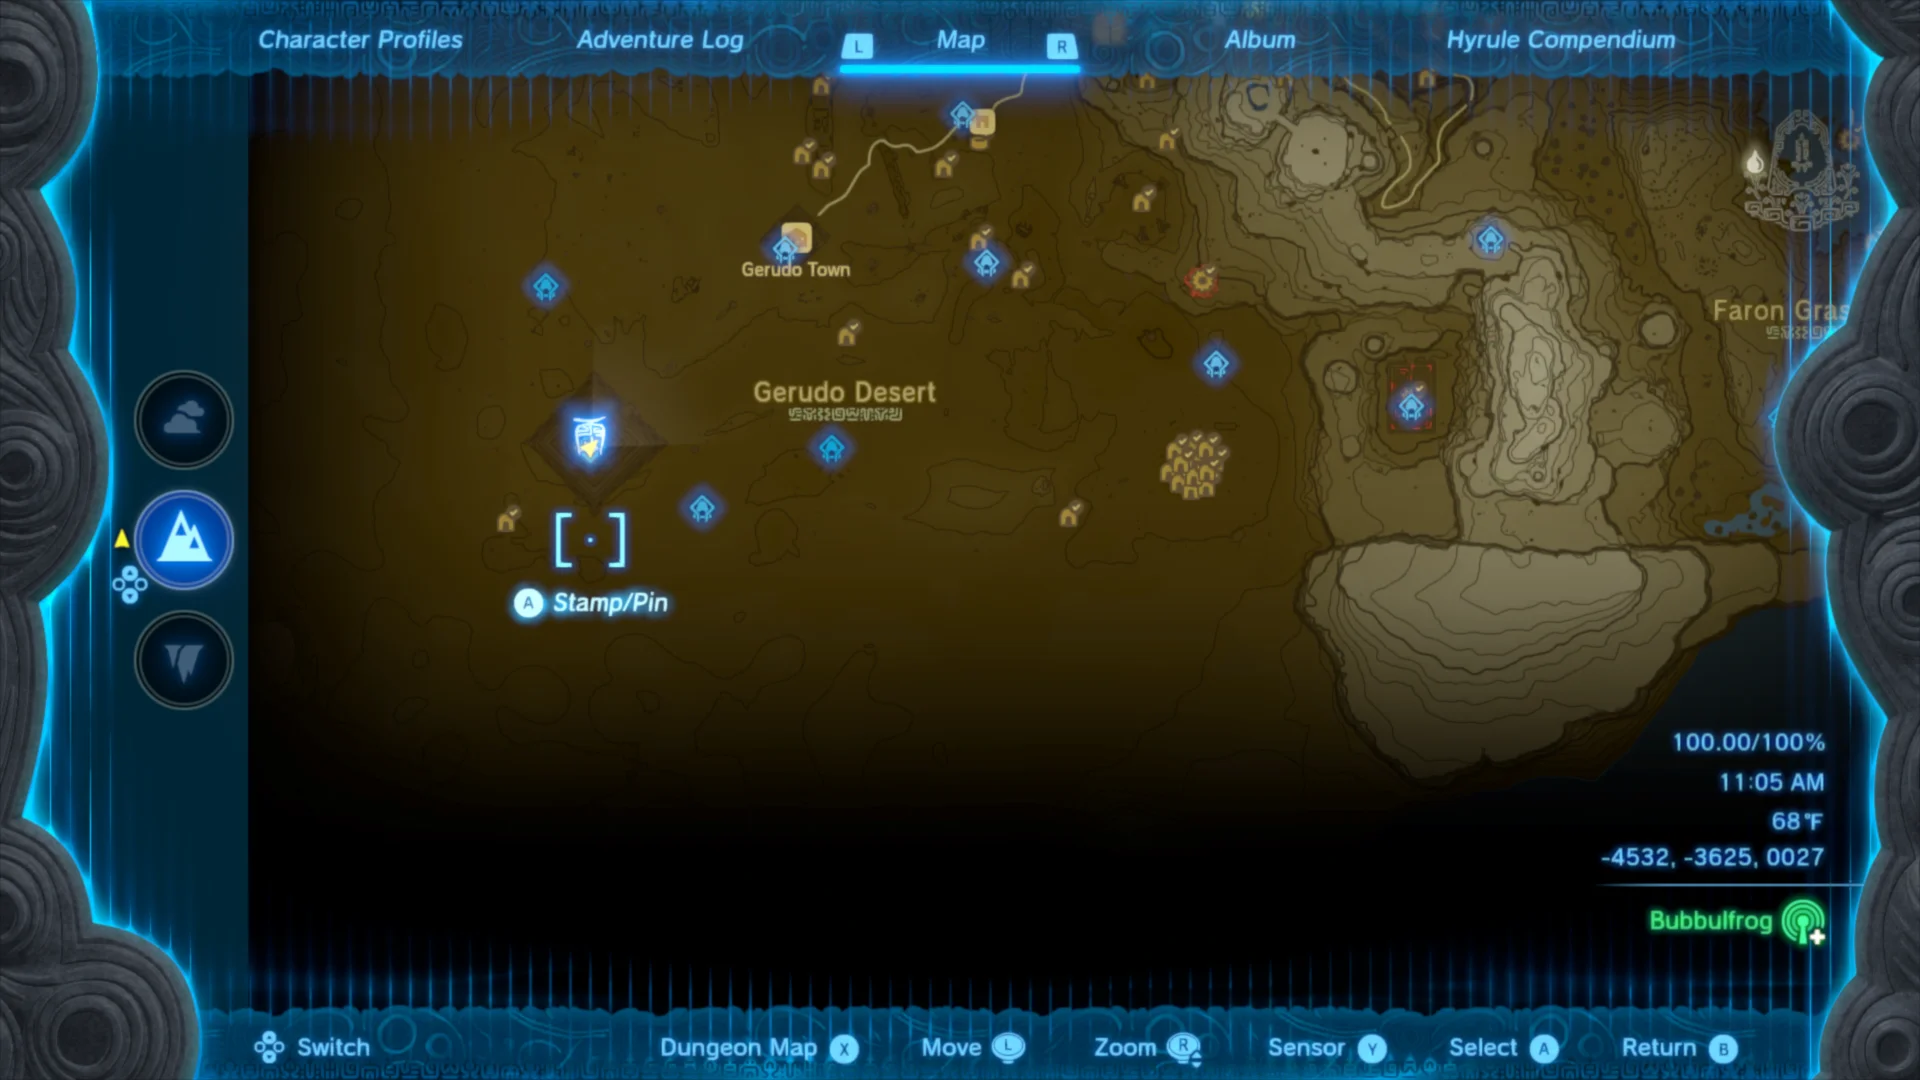 Character Profiles
Adventure Log
L
Map
R
Album
Hyrule Compendium
Gerudo Town
Faron Gras
Gerudo Desert
A Stamp/Pin
100.00/100%
11:05 AM
68°F
-4532, -3625, 0027
Bubbulfrog
Switch
Dungeon Map X
Move L
Zoom R
Sensor Y
Select A
Return B